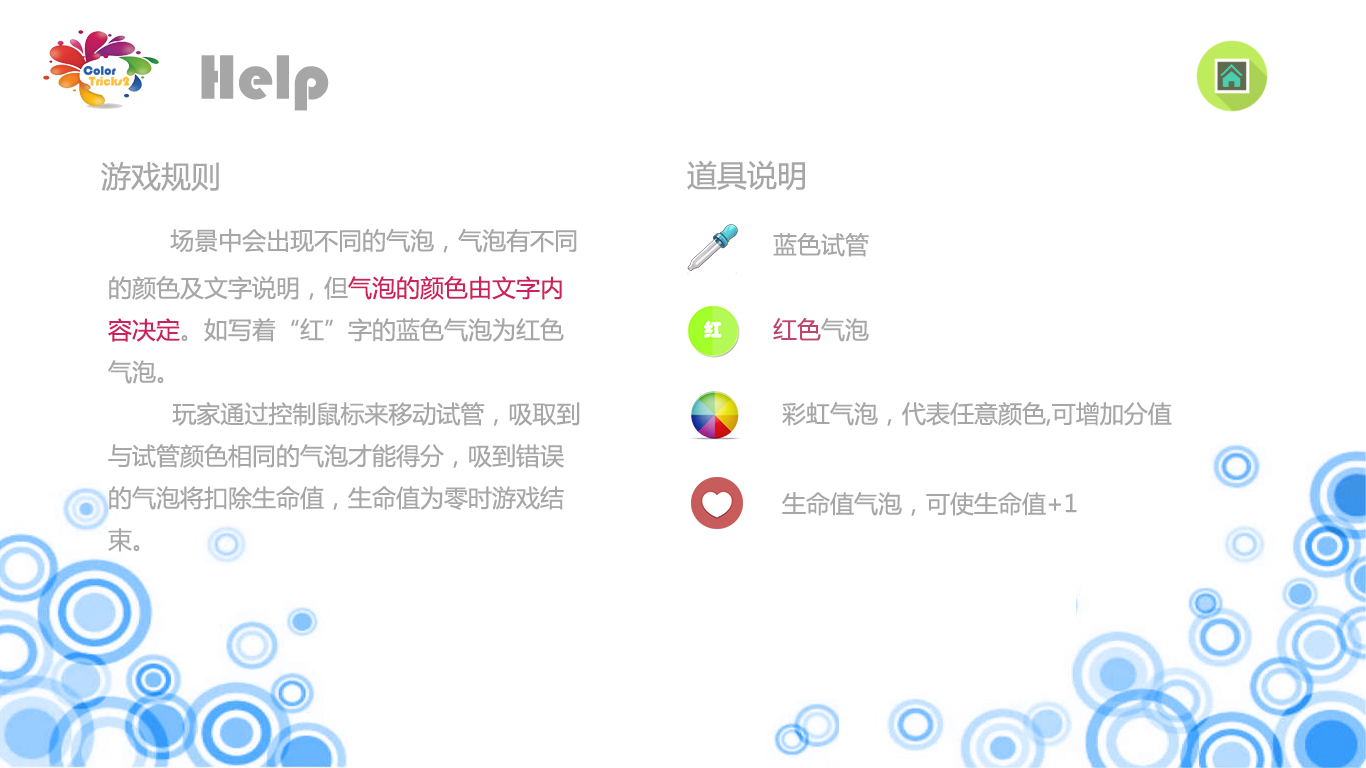 Color
Tricks2
Help
游戏规则
场景中会出现不同的气泡，气泡有不同
的颜色及文字说明，但气泡的颜色由文字内
容决定。如写着“红”字的蓝色气泡为红色
气泡。
玩家通过控制鼠标来移动试管，吸取到
与试管颜色相同的气泡才能得分，吸到错误
的气泡将扣除生命值，生命值为零时游戏结
束。
道具说明
蓝色试管
红
红色气泡
彩虹气泡，代表任意颜色,可增加分值
生命值气泡，可使生命值+1